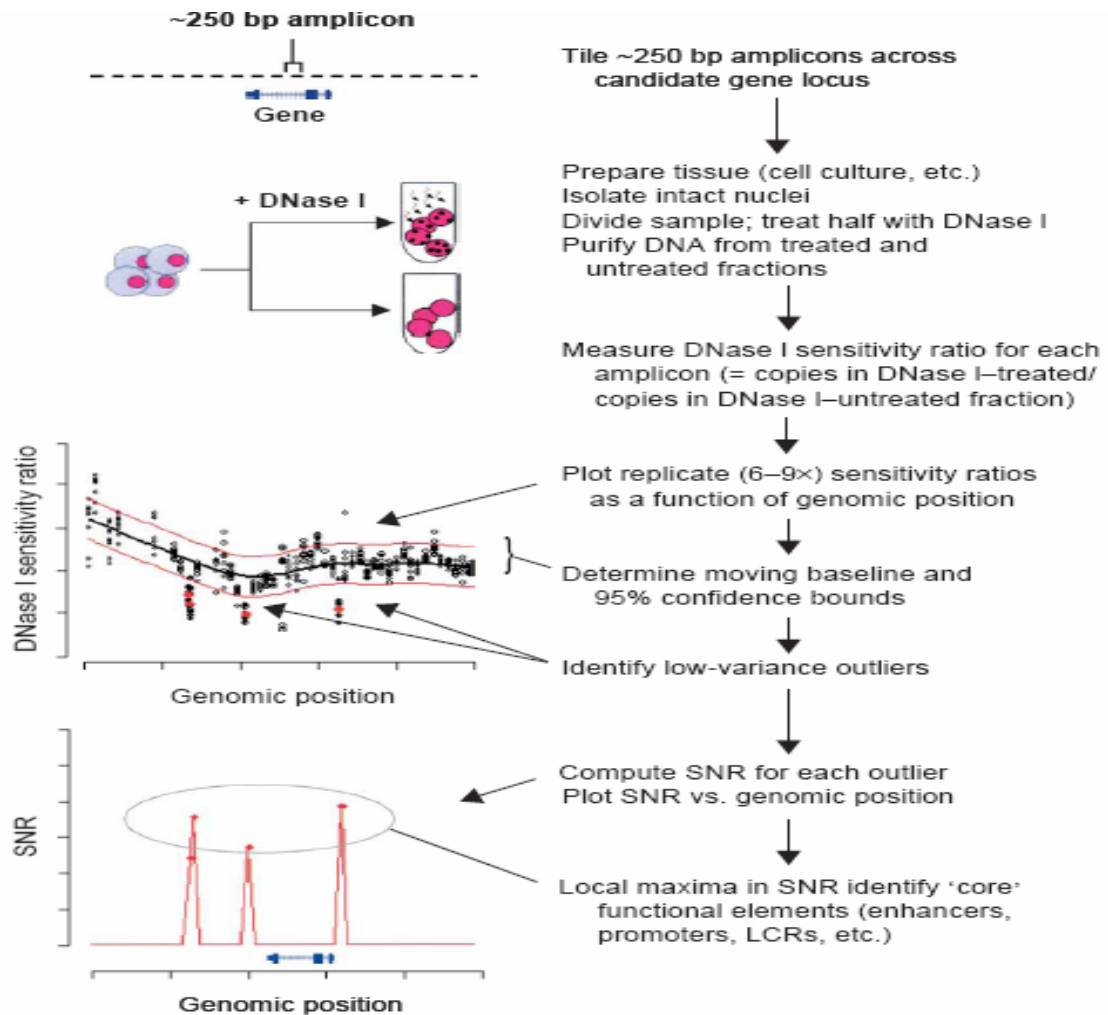 ~250 bp amplicon
Gene
+ DNase I
DNase I sensitivity ratio
Genomic position
SNR
Genomic position
Tile ~250 bp amplicons across
candidate gene locus
Prepare tissue (cell culture, etc.)
Isolate intact nuclei
Divide sample; treat half with DNase I
Purify DNA from treated and
untreated fractions
Measure DNase I sensitivity ratio for each
amplicon (= copies in DNase I–treated/
copies in DNase I–untreated fraction)
Plot replicate (6–9×) sensitivity ratios
as a function of genomic position
Determine moving baseline and
95% confidence bounds
Identify low-variance outliers
Compute SNR for each outlier
Plot SNR vs. genomic position
Local maxima in SNR identify ‘core’
functional elements (enhancers,
promoters, LCRs, etc.)